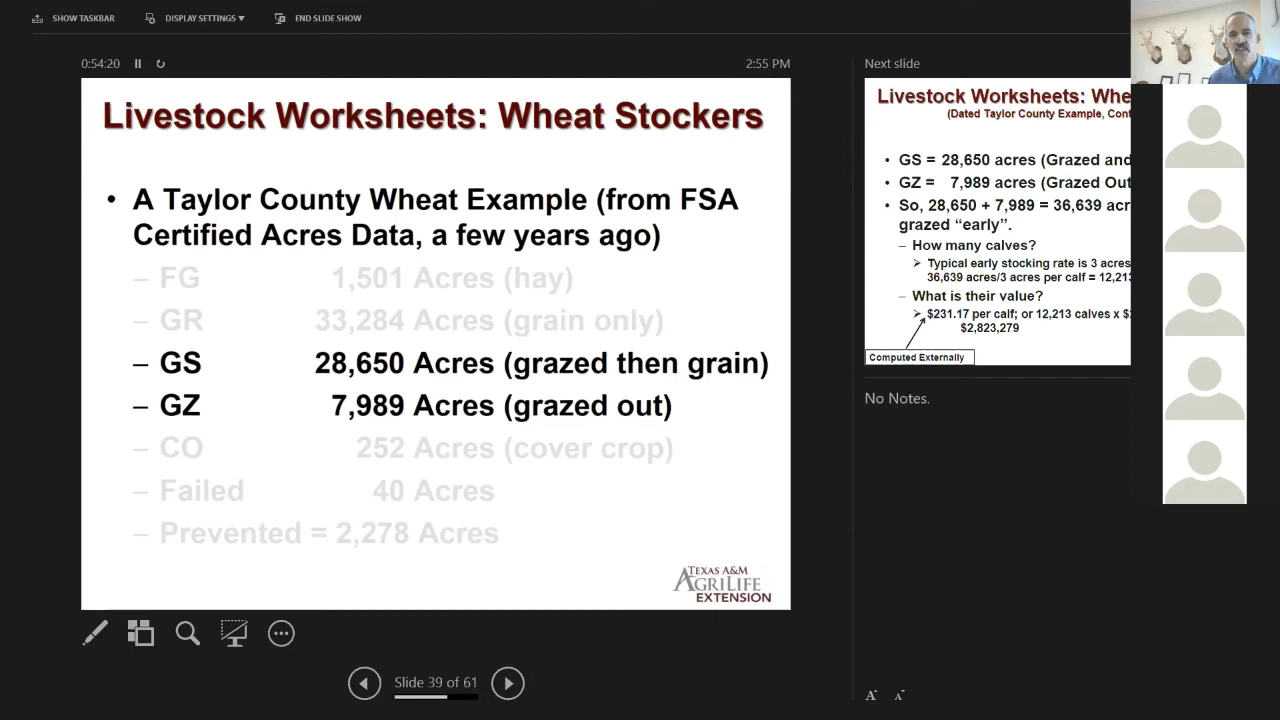 SHOW TASKBAR DISPLAY SETTINGS ▼ END SLIDE SHOW
0:54:20 2:55 PM
Livestock Worksheets: Wheat Stockers
• A Taylor County Wheat Example (from FSA
Certified Acres Data, a few years ago)
– FG 1,501 Acres (hay)
– GR 33,284 Acres (grain only)
– GS 28,650 Acres (grazed then grain)
– GZ 7,989 Acres (grazed out)
– CO 252 Acres (cover crop)
– Failed 40 Acres
– Prevented = 2,278 Acres
TEXAS A&M
AGRILIFE
EXTENSION
Slide 39 of 61
Next slide
Livestock Worksheets: Whe
(Dated Taylor County Example, Cont
• GS = 28,650 acres (Grazed and
• GZ = 7,989 acres (Grazed Out
• So, 28,650 + 7,989 = 36,639 acr
grazed “early”.
– How many calves?
➢ Typical early stocking rate is 3 acres
36,639 acres/3 acres per calf = 12,213
– What is their value?
➢ $231.17 per calf; or 12,213 calves x $
$2,823,279
Computed Externally
No Notes.
A A